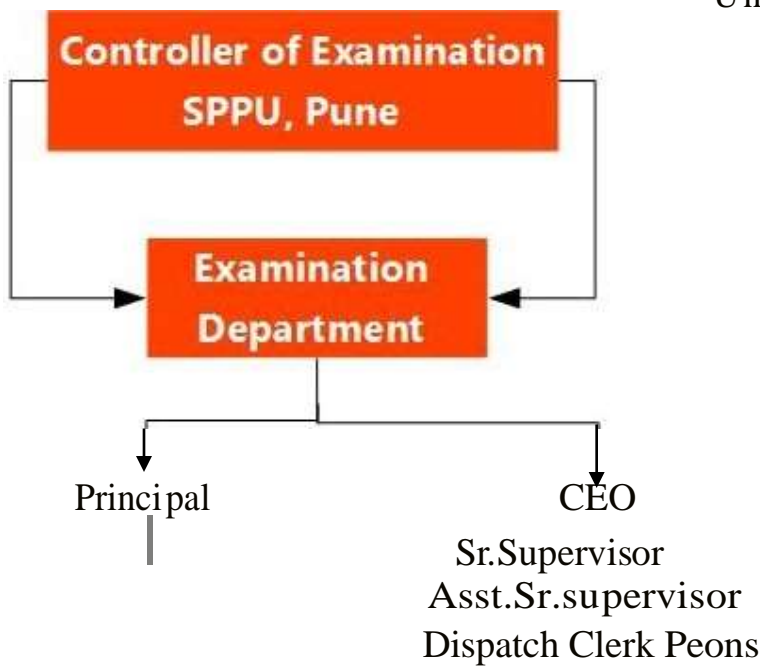 Controller of Examination
SPPU, Pune
Examination
Department
Principal
CEO
Sr.Supervisor
Asst.Sr.supervisor
Dispatch Clerk Peons